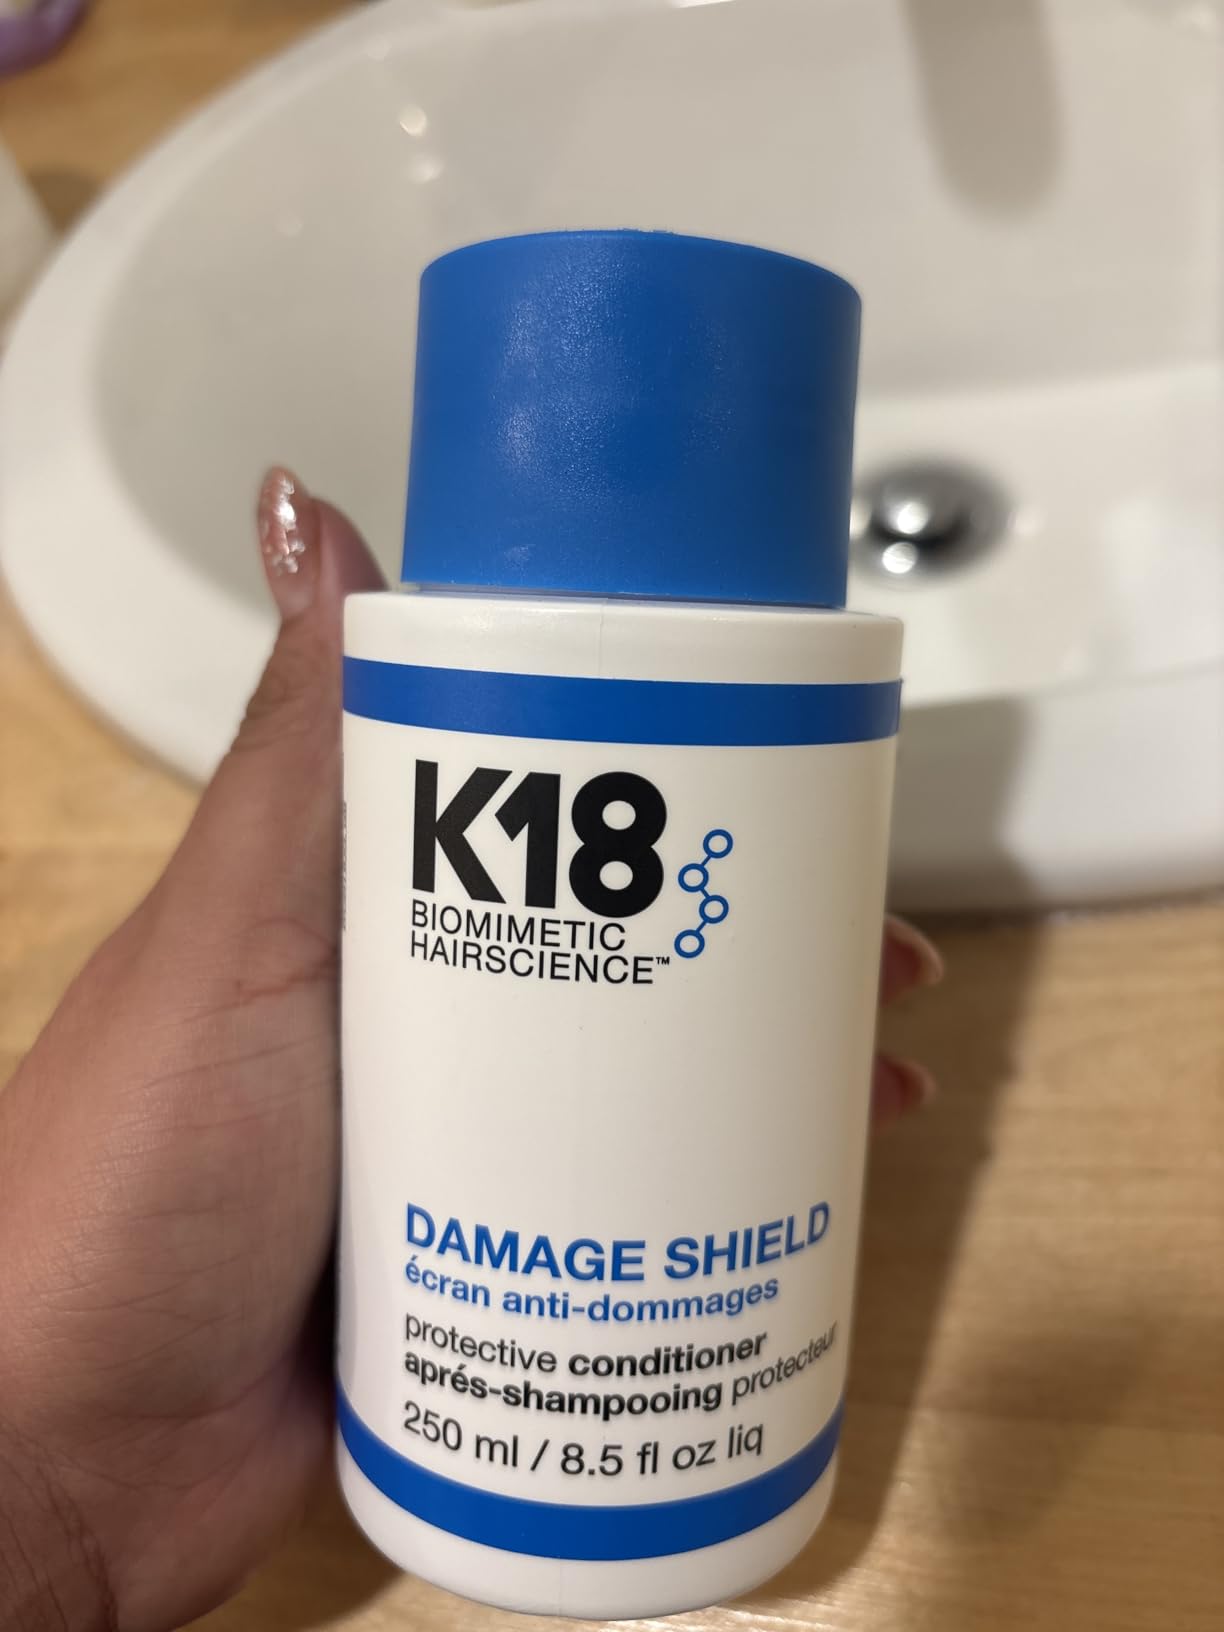 K18
BIOMIMETIC
HAIRSCIENCE™
DAMAGE SHIELD
écran anti-dommages
protective conditioner
aprés-shampooing protecteur
250 ml / 8.5 fl oz liq